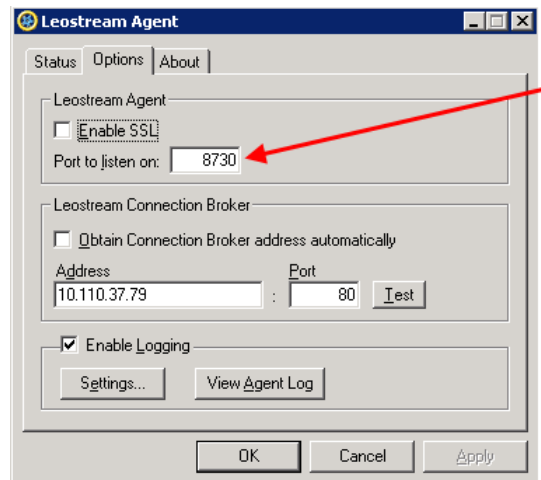 Leostream Agent
Status Options About
Leostream Agent
Enable SSL
Port to listen on: 8730
Leostream Connection Broker
Obtain Connection Broker address automatically
Address Port
10.110.37.79 : 80 Test
Enable Logging
Settings... View Agent Log
OK Cancel Apply